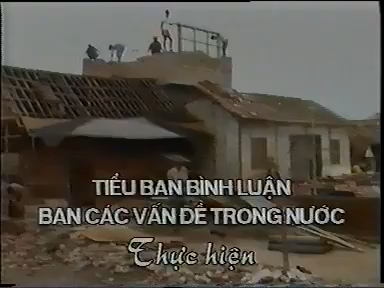 TIỂU BAN BÌNH LUẬN
BAN CÁC VẤN ĐỀ TRONG NƯỚC
Thực hiện